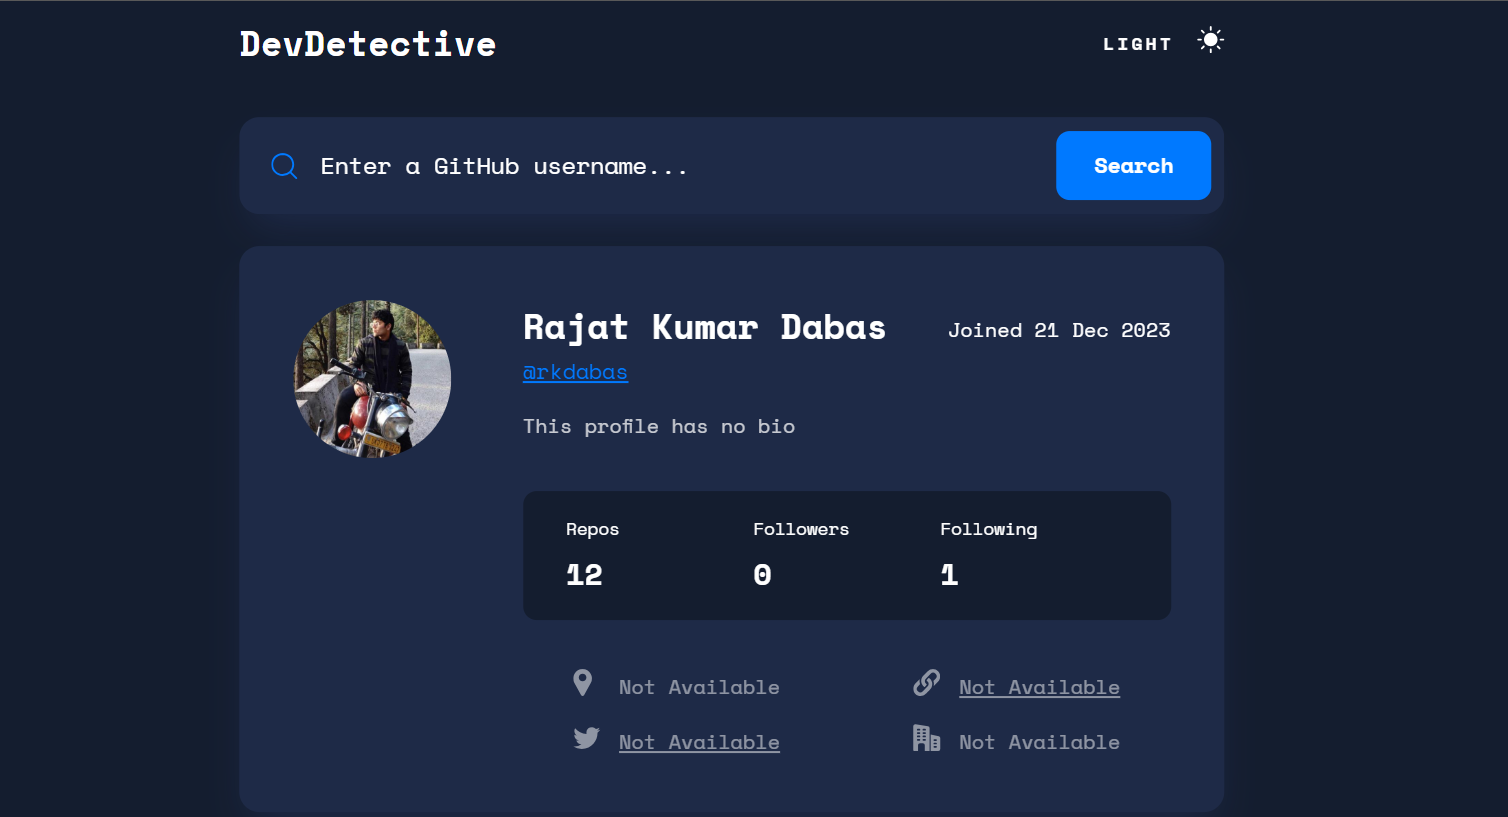 DevDetective
LIGHT
Enter a GitHub username...
Search
Rajat Kumar Dabas
Joined 21 Dec 2023
@rkdabas
This profile has no bio
Repos
Followers
Following
12
0
1
Not Available
Not Available
Not Available
Not Available